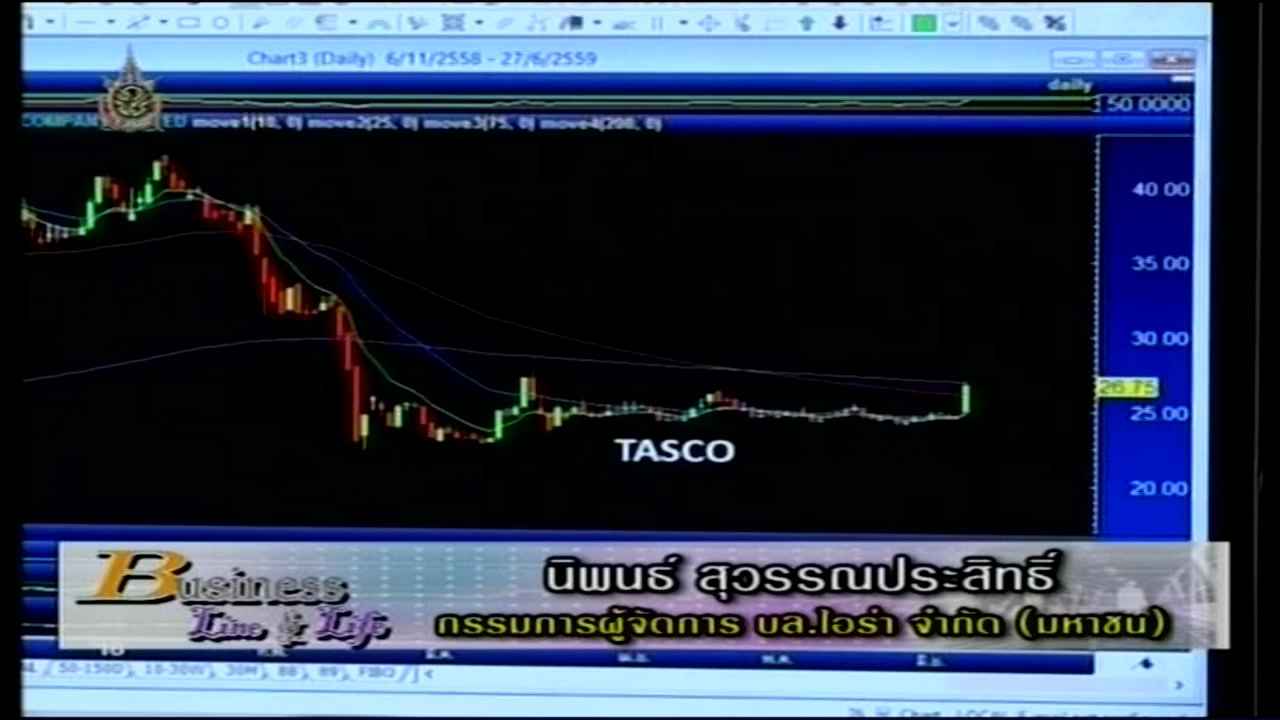 Chart3 (Daily) 6/11/2558 - 27/6/2559
daily
50.0000
move1(10, 0) move2(25, 0) move3(75, 0) move4(200, 0)
40.00
35.00
30.00
26.75
25.00
TASCO
20.00
Business
Line & Life
นิพนธ์ สุวรรณประสิทธิ์
กรรมการผู้จัดการ บล.ไอร่า จำกัด (มหาชน)